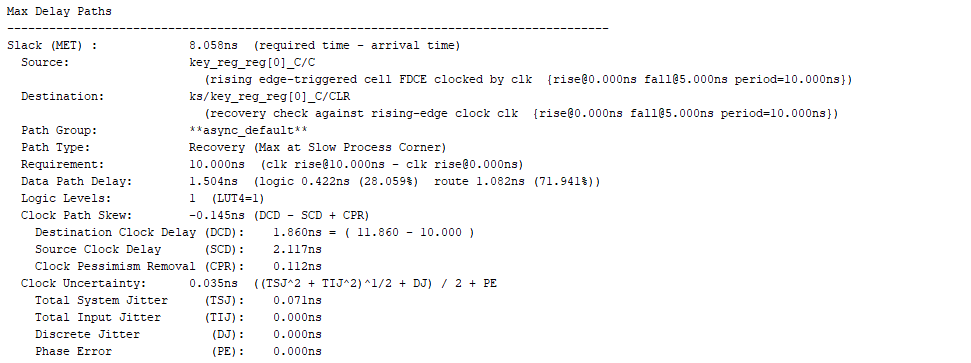 Max Delay Paths
--------------------------------------------------------------------------------------
Slack (MET) :             8.058ns  (required time - arrival time)
  Source:                 key_reg_reg[0]_C/C
                            (rising edge-triggered cell FDCE clocked by clk  {rise@0.000ns fall@5.000ns period=10.000ns})
  Destination:            ks/key_reg_reg[0]_C/CLR
                            (recovery check against rising-edge clock clk  {rise@0.000ns fall@5.000ns period=10.000ns})
  Path Group:             **async_default**
  Path Type:              Recovery (Max at Slow Process Corner)
  Requirement:            10.000ns  (clk rise@10.000ns - clk rise@0.000ns)
  Data Path Delay:        1.504ns  (logic 0.422ns (28.059%)  route 1.082ns (71.941%))
  Logic Levels:           1  (LUT4=1)
  Clock Path Skew:        -0.145ns (DCD - SCD + CPR)
    Destination Clock Delay (DCD):    1.860ns = ( 11.860 - 10.000 )
    Source Clock Delay      (SCD):    2.117ns
    Clock Pessimism Removal (CPR):    0.112ns
  Clock Uncertainty:      0.035ns  ((TSJ^2 + TIJ^2)^1/2 + DJ) / 2 + PE
    Total System Jitter     (TSJ):    0.071ns
    Total Input Jitter      (TIJ):    0.000ns
    Discrete Jitter          (DJ):    0.000ns
    Phase Error              (PE):    0.000ns